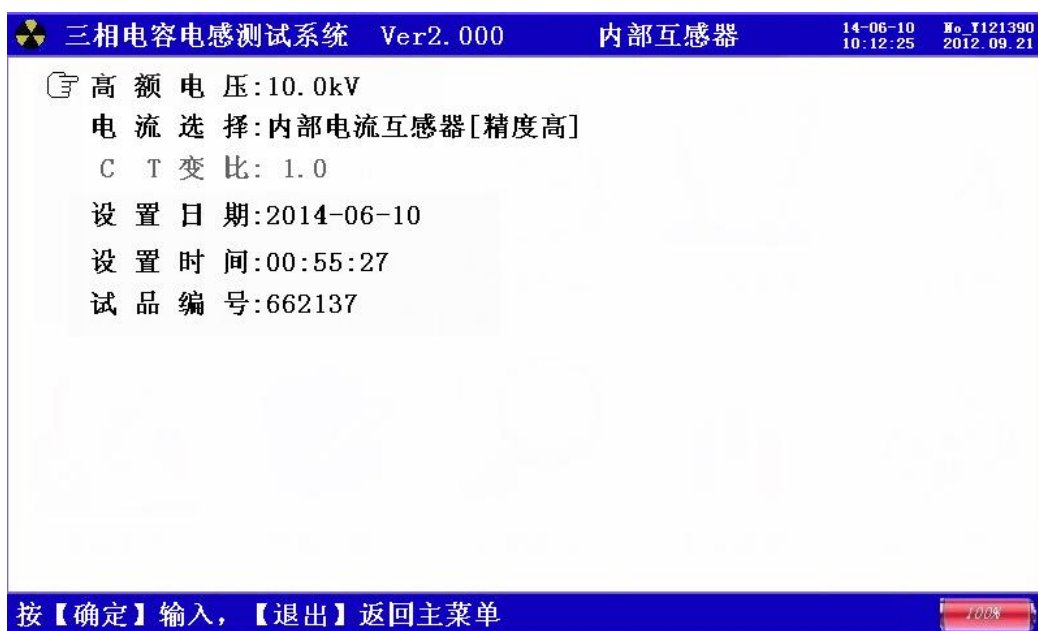 三相电容电感测试系统 Ver2.000 内部互感器 14-06-10 No_Y121390
10:12:25 2012.09.21
高额电压:10.0kV
电流选择:内部电流互感器[精度高]
CT变比: 1.0
设置日期:2014-06-10
设置时间:00:55:27
试品编号:662137
按【确定】输入，【退出】返回主菜单 100%